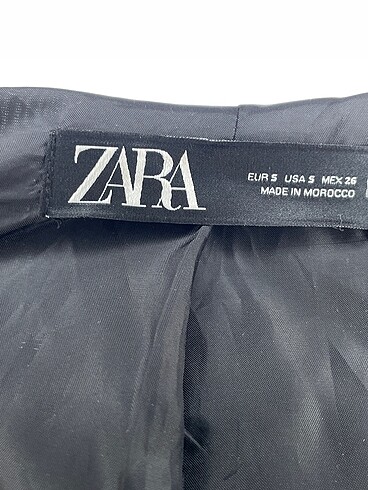 ZARA
EUR S USA S MEX 26
MADE IN MOROCCO